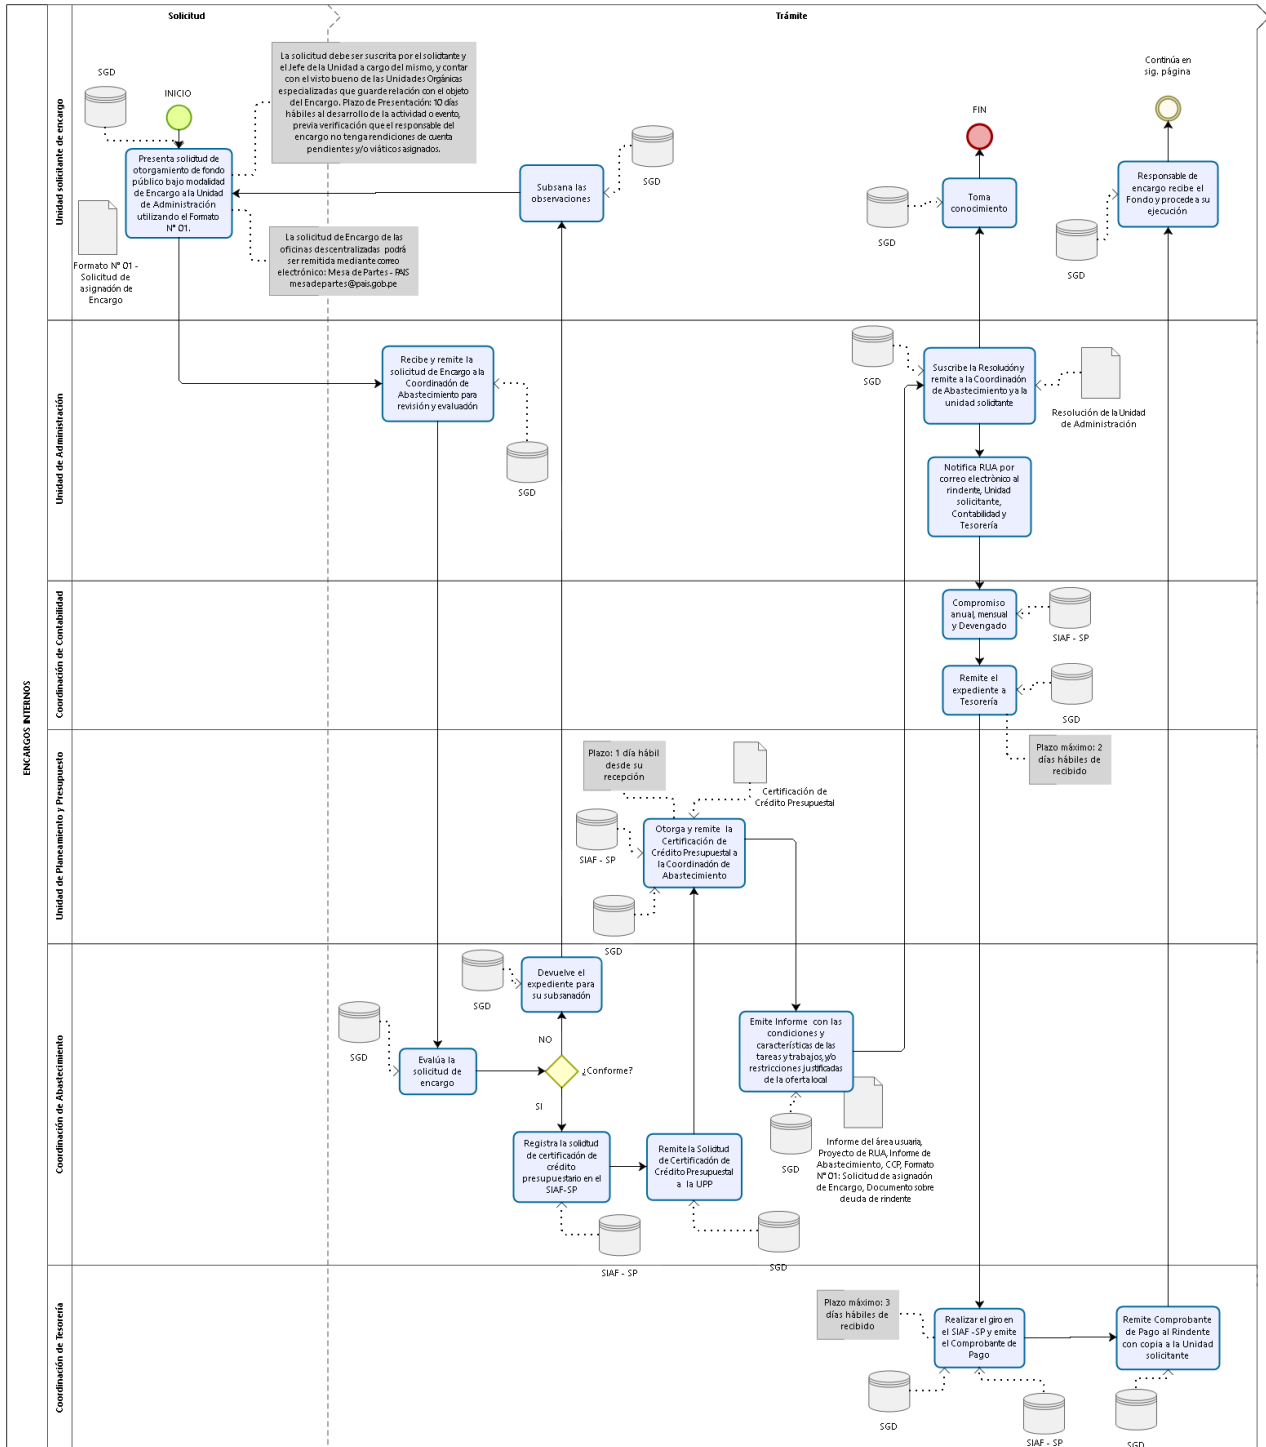 Solicitud
Trámite
ENCARGOS INTERNOS
Unidad solicitante de encargo
SGD
INICIO
La solicitud debe ser suscrita por el solicitante y
el Jefe de la Unidad a cargo del mismo, y contar
con el visto bueno de las Unidades Orgánicas
especializadas que guarde relación con el objeto
del Encargo. Plazo de Presentación: 10 días
hábiles al desarrollo de la actividad o evento,
previa verificación que el responsable del
encargo no tenga rendiciones de cuenta
pendientes y/o viáticos asignados.
Presenta solicitud de
otorgamiento de fondo
público bajo modalidad
de Encargo a la Unidad
de Administración
utilizando el Formato
N° 01.
Formato N° 01 -
Solicitud de
asignación de
Encargo
La solicitud de Encargo de las
oficinas descentralizadas podrá
ser remitida mediante correo
electrónico: Mesa de Partes - PAIS
mesadepartes@pais.gob.pe
Subsana las
observaciones
SGD
FIN
Toma
conocimiento
SGD
Continúa en
sig. página
Responsable de
encargo recibe el
Fondo y procede a su
ejecución
SGD
Unidad de Administración
Recibe y remite la
solicitud de Encargo a la
Coordinación de
Abastecimiento para
revisión y evaluación
SGD
SGD
Suscribe la Resolución y
remite a la Coordinación
de Abastecimiento y a la
unidad solicitante
Resolución de la Unidad
de Administración
Notifica RUA por
correo electrónico al
rindente, Unidad
solicitante,
Contabilidad y
Tesorería
Coordinación de Contabilidad
Compromiso
anual, mensual
y Devengado
SIAF - SP
Remite el
expediente a
Tesorería
SGD
Plazo máximo: 2
días hábiles de
recibido
Unidad de Planeamiento y Presupuesto
Plazo: 1 día hábil
desde su
recepción
Certificación de
Crédito Presupuestal
SIAF - SP
Otorga y remite la
Certificación de
Crédito Presupuestal a
la Coordinación de
Abastecimiento
SGD
Coordinación de Abastecimiento
SGD
Devuelve el
expediente para
su subsanación
SGD
Evalúa la
solicitud de
encargo
NO
¿Conforme?
SI
Registra la solicitud
de certificación de
crédito
presupuestario en el
SIAF-SP
SIAF - SP
Remite la Solicitud
de Certificación de
Crédito Presupuestal
a la UPP
SGD
Emite Informe con las
condiciones y
características de las
tareas y trabajos, y/o
restricciones justificadas
de la oferta local
SGD
Informe del área usuaria,
Proyecto de RUA, Informe de
Abastecimiento, CCP, Formato
N° 01: Solicitud de asignación
de Encargo, Documento sobre
deuda de rindente
Coordinación de Tesorería
Plazo máximo: 3
días hábiles de
recibido
Realizar el giro en
el SIAF -SP y emite
el Comprobante de
Pago
SGD
SIAF - SP
Remite Comprobante
de Pago al Rindente
con copia a la Unidad
solicitante
SGD